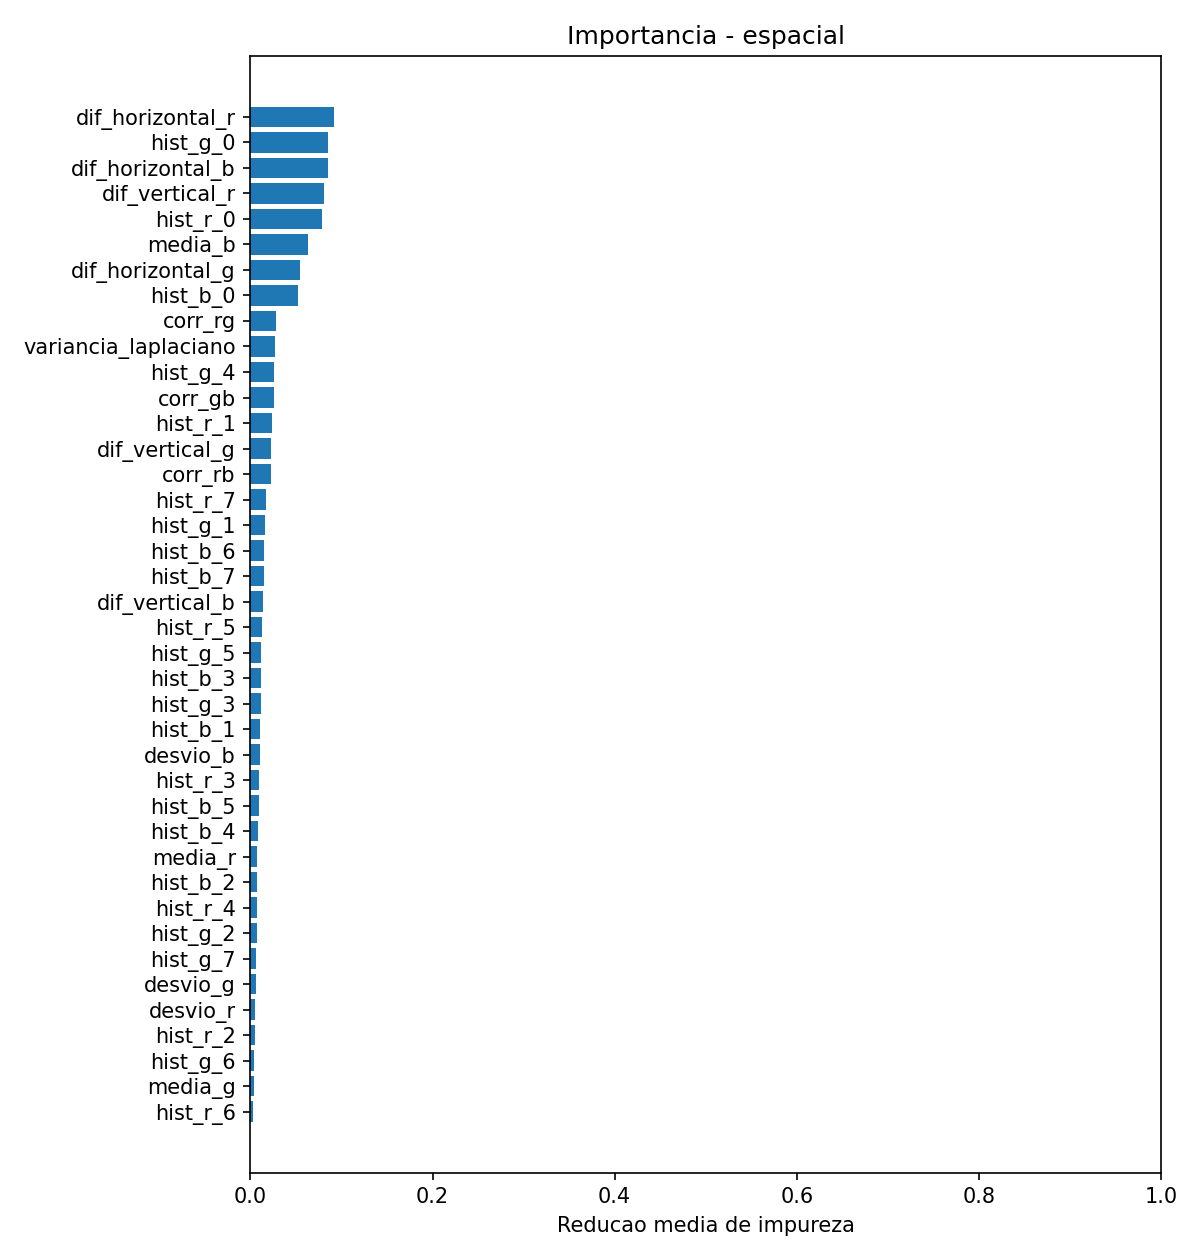 Importancia - espacial
dif_horizontal_r
hist_g_0
dif_horizontal_b
dif_vertical_r
hist_r_0
media_b
dif_horizontal_g
hist_b_0
corr_rg
variancia_laplaciano
hist_g_4
corr_gb
hist_r_1
dif_vertical_g
corr_rb
hist_r_7
hist_g_1
hist_b_6
hist_b_7
dif_vertical_b
hist_r_5
hist_g_5
hist_b_3
hist_g_3
hist_b_1
desvio_b
hist_r_3
hist_b_5
hist_b_4
media_r
hist_b_2
hist_r_4
hist_g_2
hist_g_7
desvio_g
desvio_r
hist_r_2
hist_g_6
media_g
hist_r_6
0.0 0.2 0.4 0.6 0.8 1.0
Reducao media de impureza